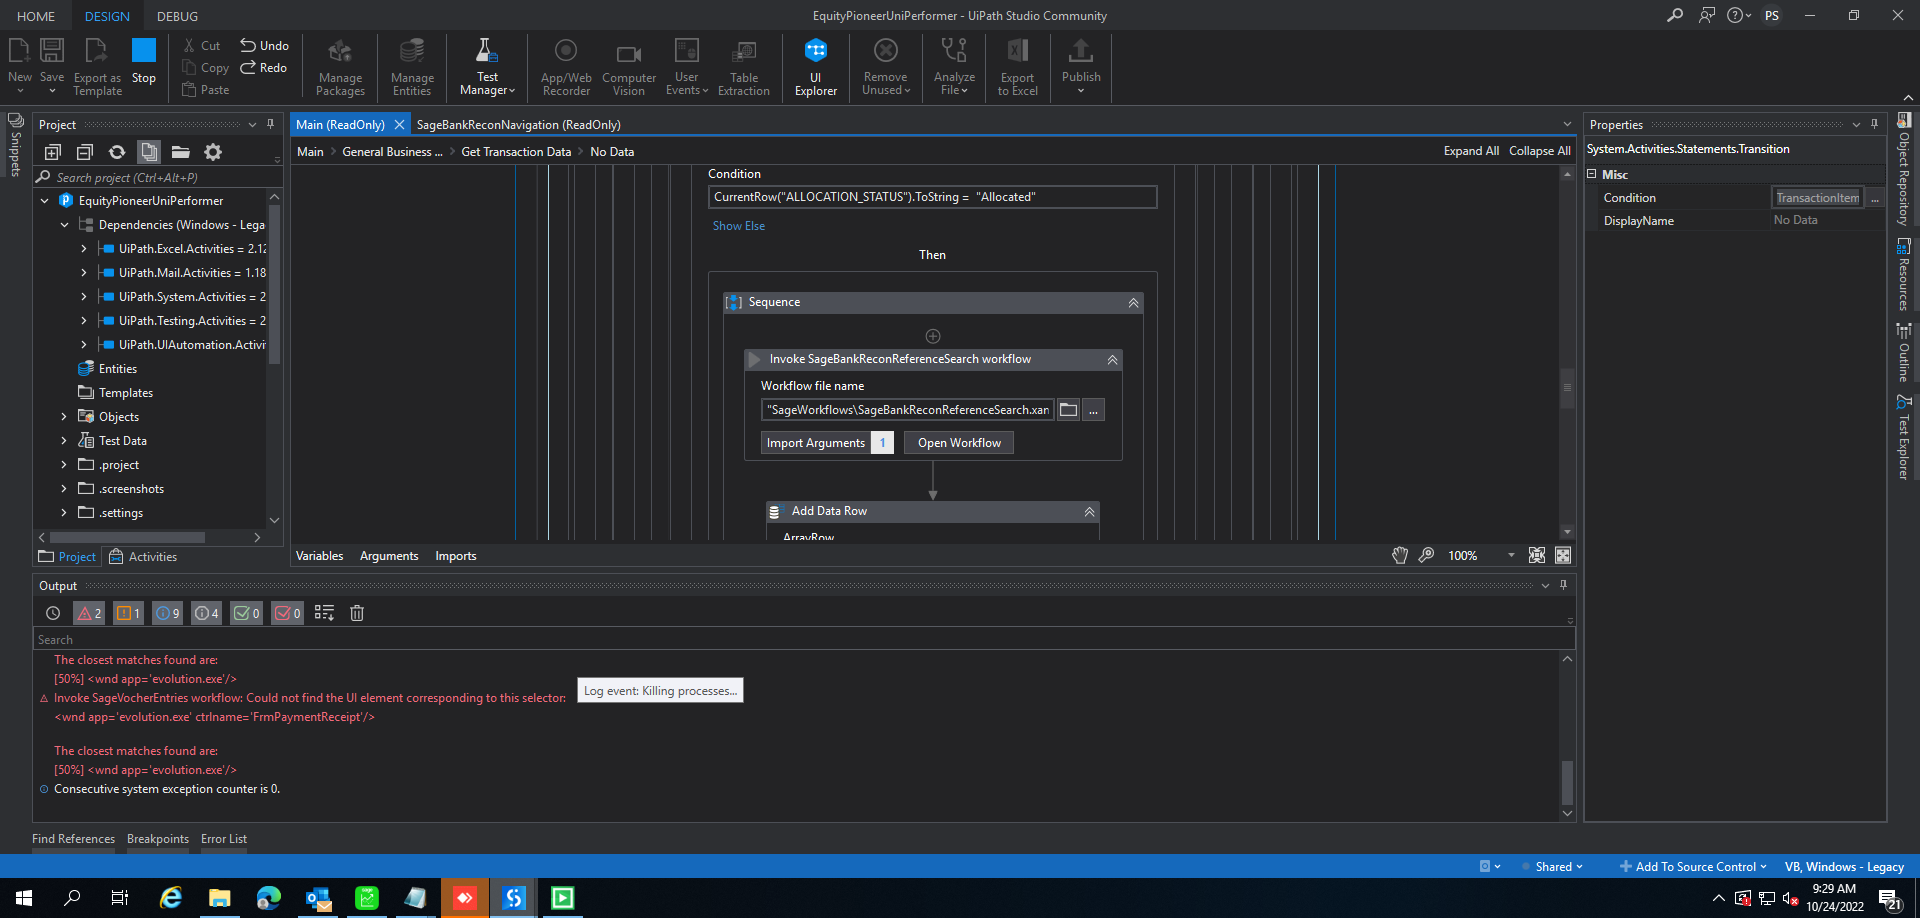 HOME DESIGN DEBUG
EquityPioneerUniPerformer - UiPath Studio Community
PS
New
Save
Export as
Template
Stop
Cut
Copy
Paste
Undo
Redo
Manage
Packages
Manage
Entities
Test
Manager
App/Web
Recorder
Computer
Vision
User
Events
Table
Extraction
UI
Explorer
Remove
Unused
Analyze
File
Export
to Excel
Publish
Snippets
Project
Search project (Ctrl+Alt+P)
EquityPioneerUniPerformer
Dependencies (Windows - Lega
UiPath.Excel.Activities = 2.12
UiPath.Mail.Activities = 1.18
UiPath.System.Activities = 2
UiPath.Testing.Activities = 2
UiPath.UIAutomation.Activi
Entities
Templates
Objects
Test Data
.project
.screenshots
.settings
Project
Activities
Main (ReadOnly)
SageBankReconNavigation (ReadOnly)
Main > General Business ... > Get Transaction Data > No Data
Expand All Collapse All
Condition
CurrentRow("ALLOCATION_STATUS").ToString = "Allocated"
Show Else
Then
Sequence
Invoke SageBankReconReferenceSearch workflow
Workflow file name
"SageWorkflows\SageBankReconReferenceSearch.xan
...
Import Arguments 1
Open Workflow
Add Data Row
ArrayRow
Variables Arguments Imports
100%
Properties
System.Activities.Statements.Transition
Misc
Condition TransactionItem ...
DisplayName No Data
Object Repository
Resources
Outline
Test Explorer
Output
2 1 9 4 0 0
Search
The closest matches found are:
[50%] <wnd app='evolution.exe'/>
Invoke SageVocherEntries workflow: Could not find the UI element corresponding to this selector:
<wnd app='evolution.exe' ctrlname='FrmPaymentReceipt'/>
Log event: Killing processes...
The closest matches found are:
[50%] <wnd app='evolution.exe'/>
Consecutive system exception counter is 0.
Find References Breakpoints Error List
Shared
Add To Source Control
VB, Windows - Legacy
sage
9:29 AM
10/24/2022
21